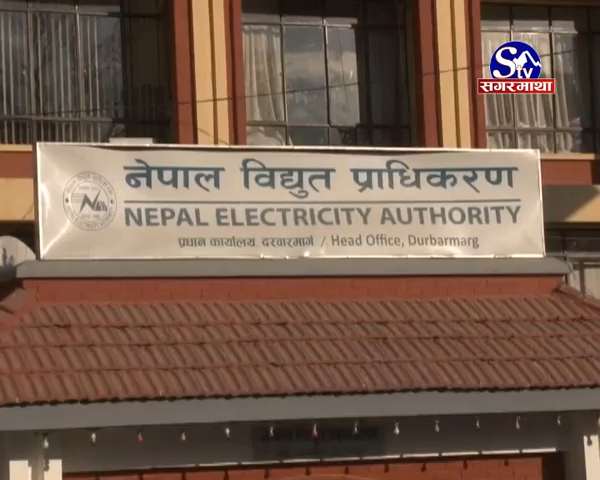 Stv
सगरमाथा
नेपाल विद्युत प्राधिकरण
NEPAL ELECTRICITY AUTHORITY
प्रधान कार्यालय, दरबारमार्ग / Head Office, Durbarmarg